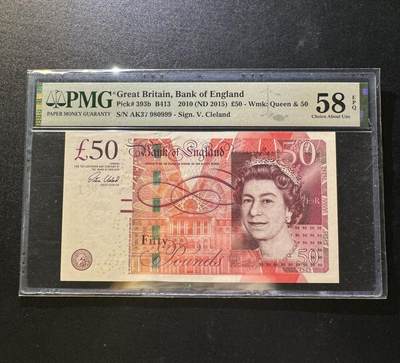 PMG
PAPER MONEY GUARANTY
Great Britain, Bank of England
Pick# 393b B413 2010 (ND 2015) £50 - Wmk: Queen & 50
S/N AK37 980999 - Sign. V. Cleland
58 EPQ
Choice About Unc
£50
Bank of England
50
Fifty
Pounds
50